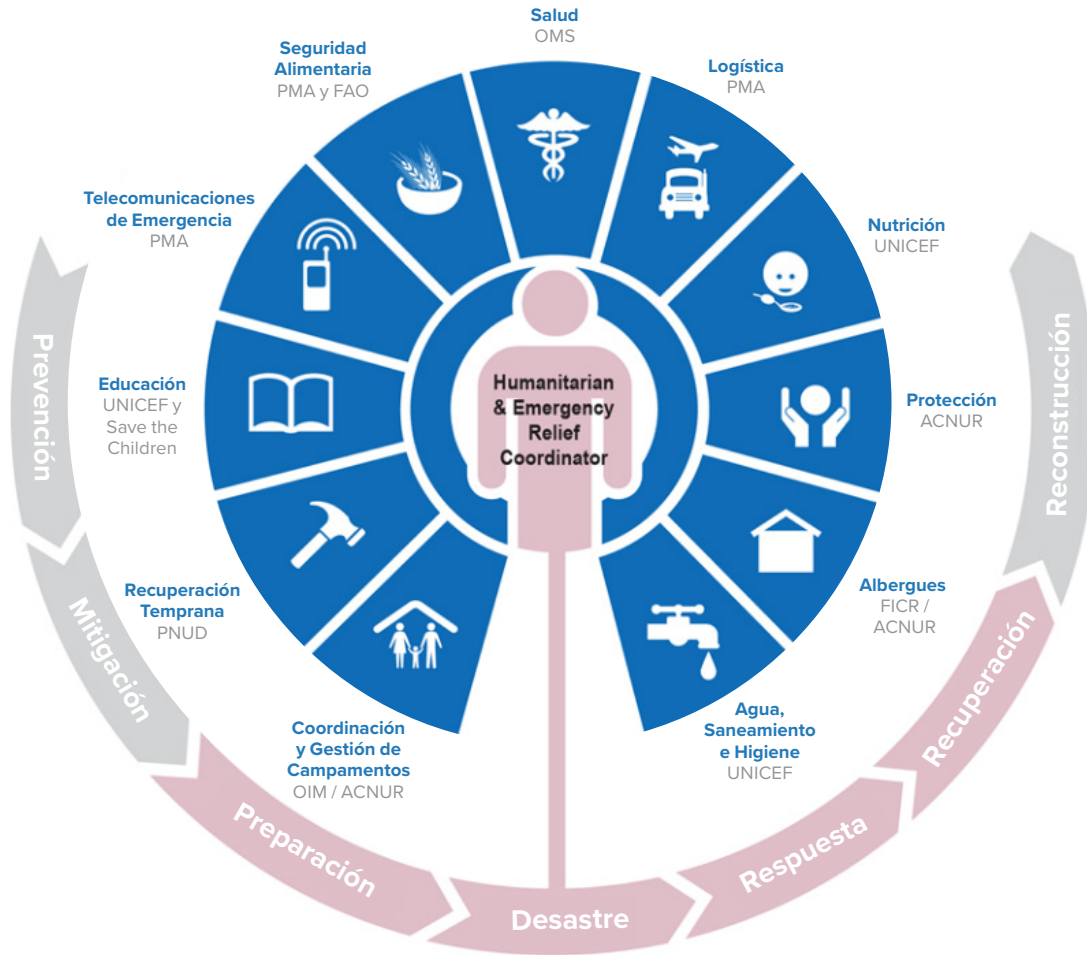 Salud
OMS
Logística
PMA
Nutrición
UNICEF
Protección
ACNUR
Albergues
FICR /
ACNUR
Agua,
Saneamiento
e Higiene
UNICEF
Coordinación
y Gestión de
Campamentos
OIM / ACNUR
Recuperación
Temprana
PNUD
Educación
UNICEF y
Save the
Children
Telecomunicaciones
de Emergencia
PMA
Seguridad
Alimentaria
PMA y FAO
Humanitarian
& Emergency
Relief
Coordinator
Prevención
Mitigación
Preparación
Desastre
Respuesta
Recuperación
Reconstrucción